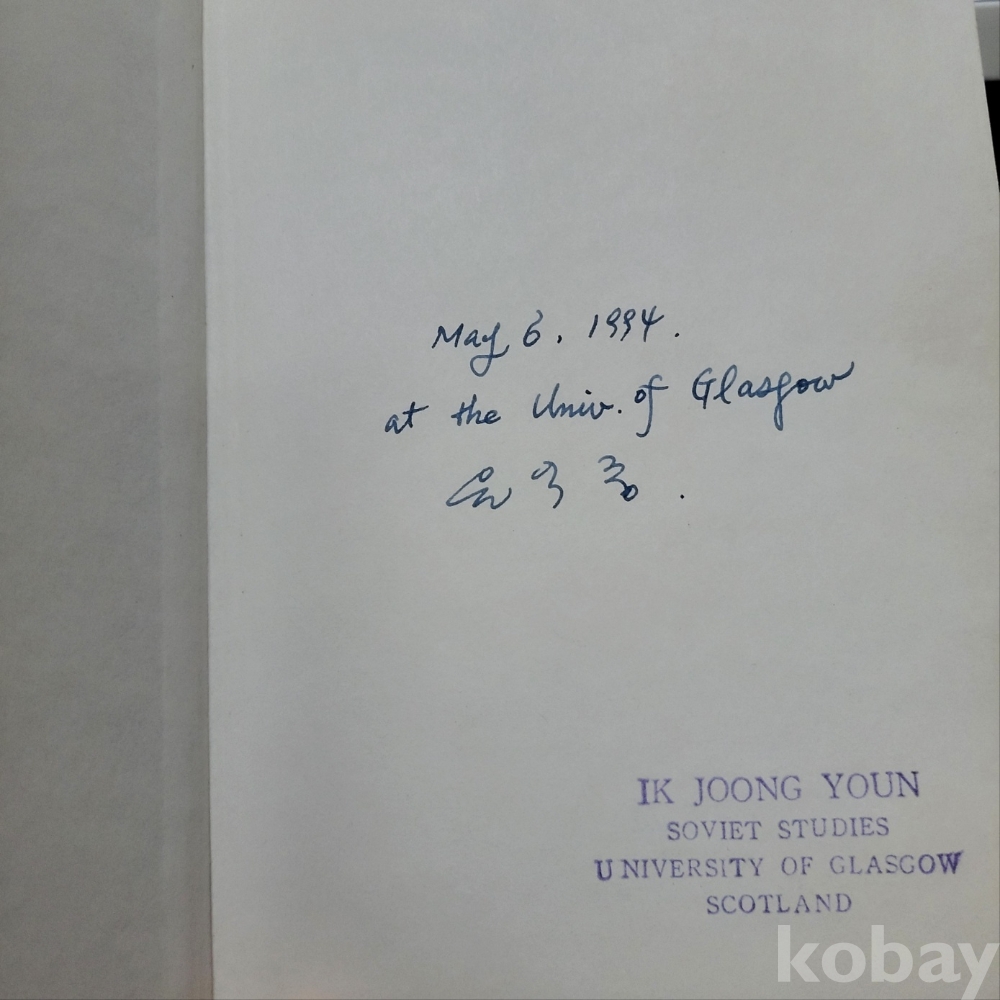 May 6, 1994.
at the Univ. of Glasgow
윤익중.
IK JOONG YOUN
SOVIET STUDIES
UNIVERSITY OF GLASGOW
SCOTLAND
kobay